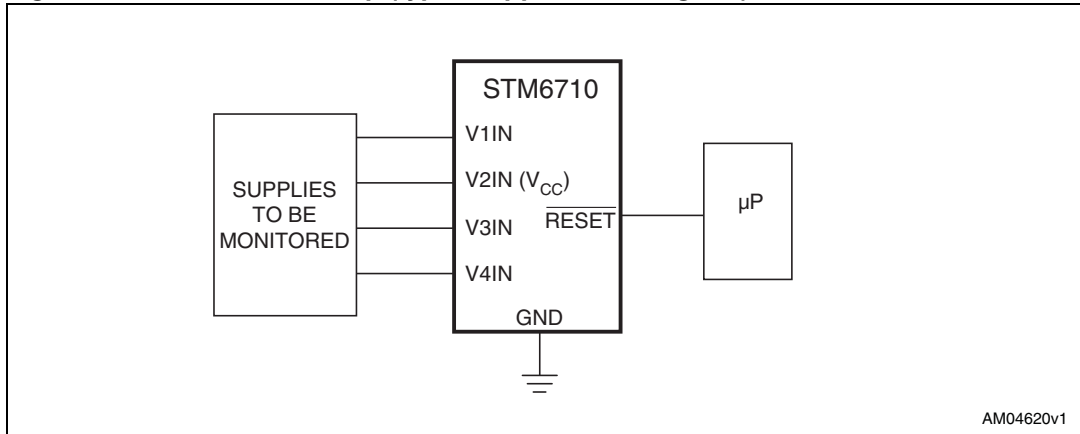 STM6710
V1IN
V2IN (VCC)
V3IN
RESET
V4IN
GND
SUPPLIES
TO BE
MONITORED
µP
AM04620v1